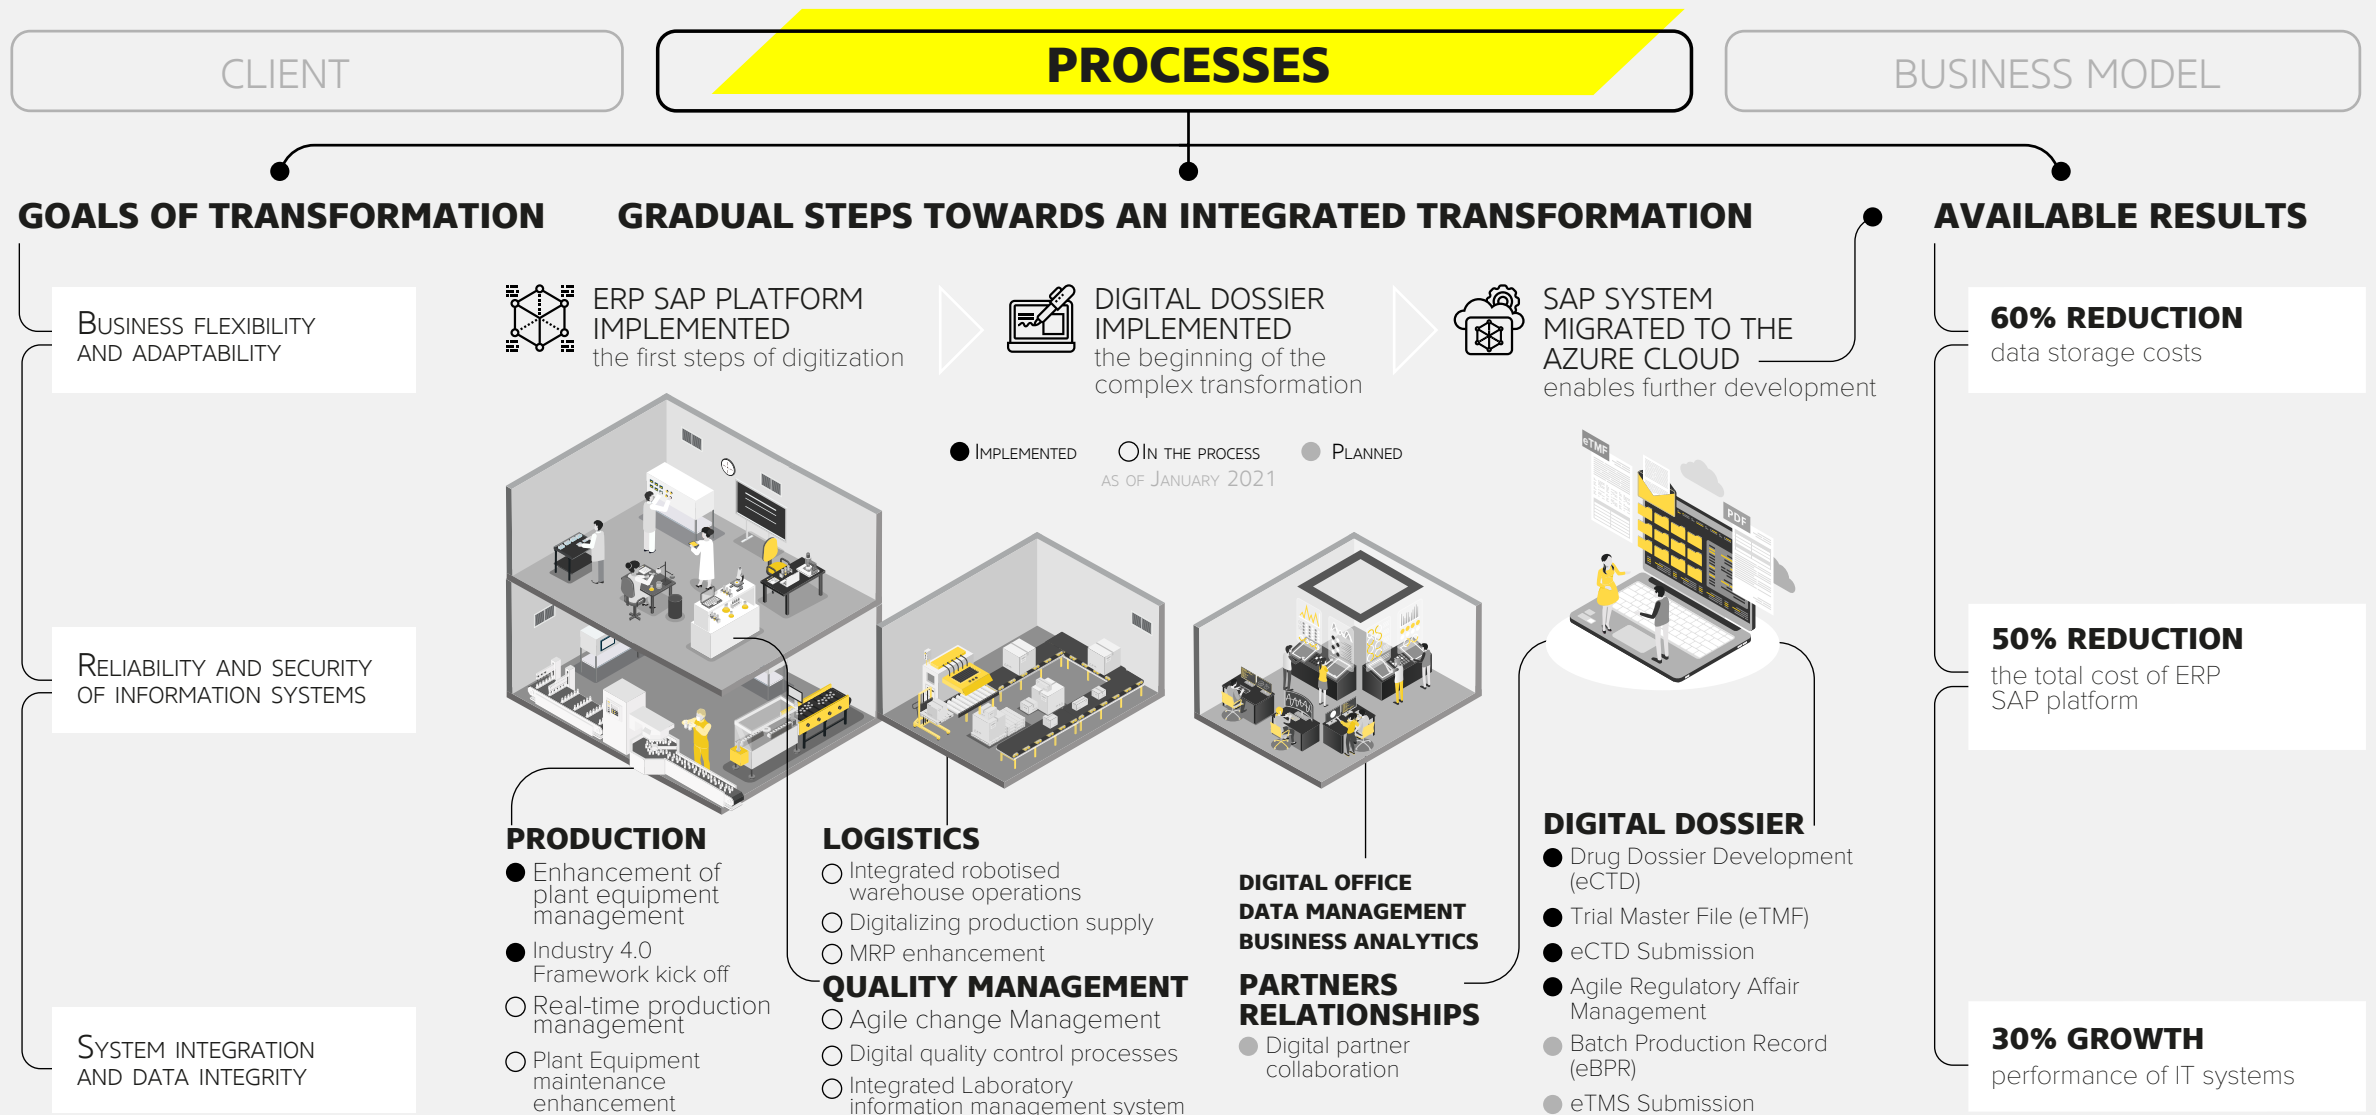 CLIENT
PROCESSES
BUSINESS MODEL
GOALS OF TRANSFORMATION
BUSINESS FLEXIBILITY
AND ADAPTABILITY
RELIABILITY AND SECURITY
OF INFORMATION SYSTEMS
SYSTEM INTEGRATION
AND DATA INTEGRITY
GRADUAL STEPS TOWARDS AN INTEGRATED TRANSFORMATION
ERP SAP PLATFORM
IMPLEMENTED
the first steps of digitization
DIGITAL DOSSIER
IMPLEMENTED
the beginning of the
complex transformation
SAP SYSTEM
MIGRATED TO THE
AZURE CLOUD
enables further development
IMPLEMENTED
IN THE PROCESS
PLANNED
AS OF JANUARY 2021
eTMF
PDF
PRODUCTION
Enhancement of
plant equipment
management
Industry 4.0
Framework kick off
Real-time production
management
Plant Equipment
maintenance
enhancement
LOGISTICS
Integrated robotised
warehouse operations
Digitalizing production supply
MRP enhancement
QUALITY MANAGEMENT
Agile change Management
Digital quality control processes
Integrated Laboratory
information management system
DIGITAL OFFICE
DATA MANAGEMENT
BUSINESS ANALYTICS
PARTNERS
RELATIONSHIPS
Digital partner
collaboration
DIGITAL DOSSIER
Drug Dossier Development
(eCTD)
Trial Master File (eTMF)
eCTD Submission
Agile Regulatory Affair
Management
Batch Production Record
(eBPR)
eTMS Submission
AVAILABLE RESULTS
60% REDUCTION
data storage costs
50% REDUCTION
the total cost of ERP
SAP platform
30% GROWTH
performance of IT systems